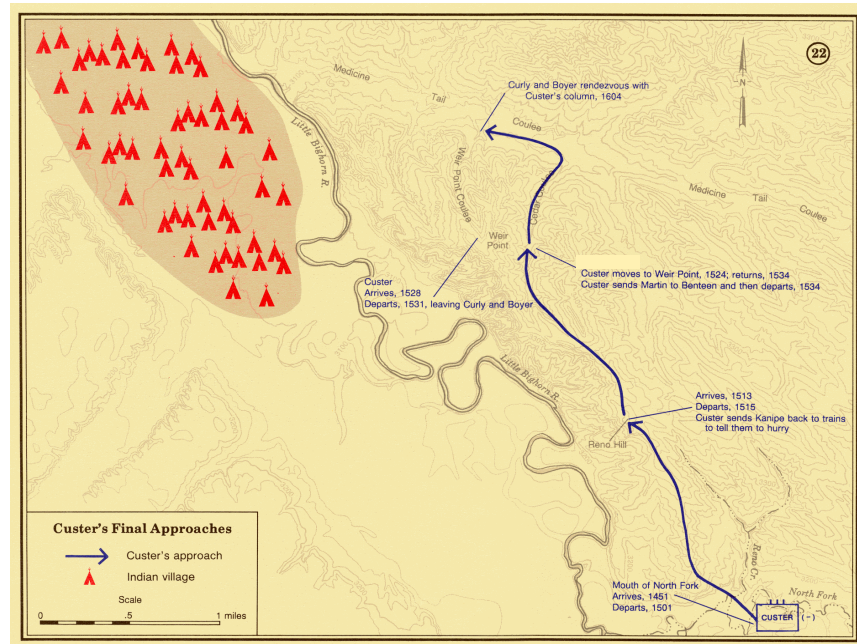 22
N
Medicine
Tail
Coulee
Curly and Boyer rendezvous with
Custer's column, 1604
Little Bighorn R.
Weir Point Coulee
Cedar Coulee
Medicine
Tail
Coulee
Weir
Point
Custer
Arrives, 1528
Departs, 1531, leaving Curly and Boyer
Custer moves to Weir Point, 1524; returns, 1534
Custer sends Martin to Benteen and then departs, 1534
Little Bighorn R.
Arrives, 1513
Departs, 1515
Custer sends Kanipe back to trains
to tell them to hurry
Reno Hill
Reno Cr.
North Fork
Mouth of North Fork
Arrives, 1451
Departs, 1501
CUSTER (-)
Custer's Final Approaches
Custer's approach
Indian village
Scale
0 .5 1 miles